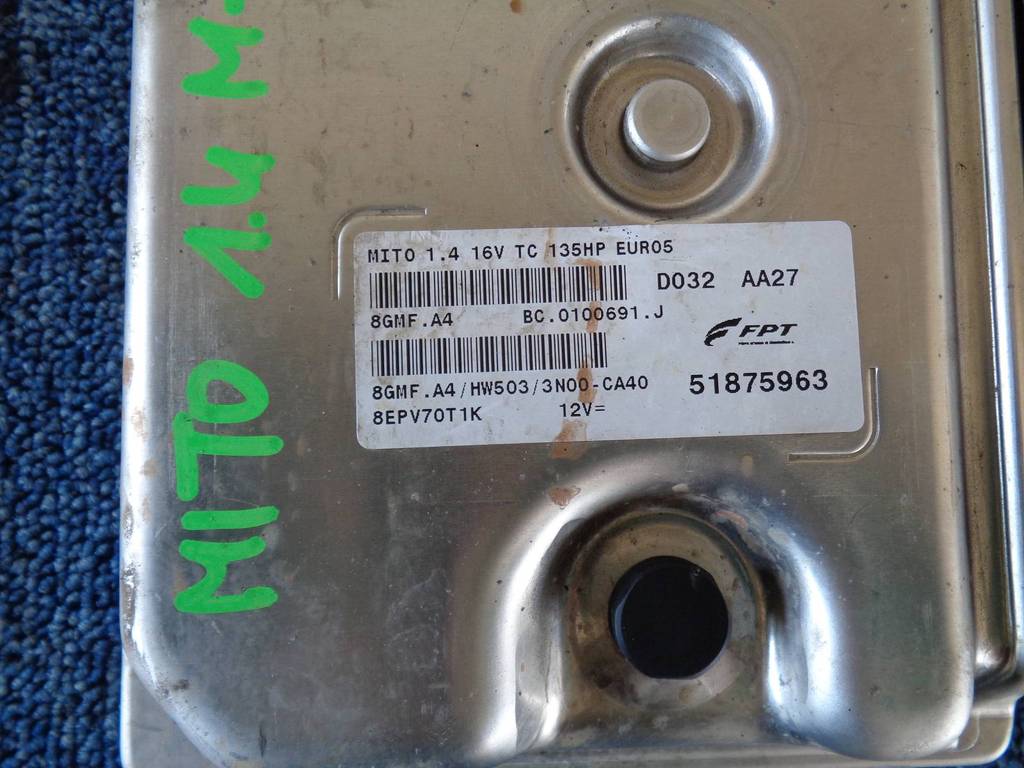 MITO 1.4 M-
MITO 1.4 16V TC 135HP EURO5
D032 AA27
8GMF.A4 BC.0100691.J
FPT
8GMF.A4/HW503/3N00-CA40
51875963
8EPV70T1K 12V=